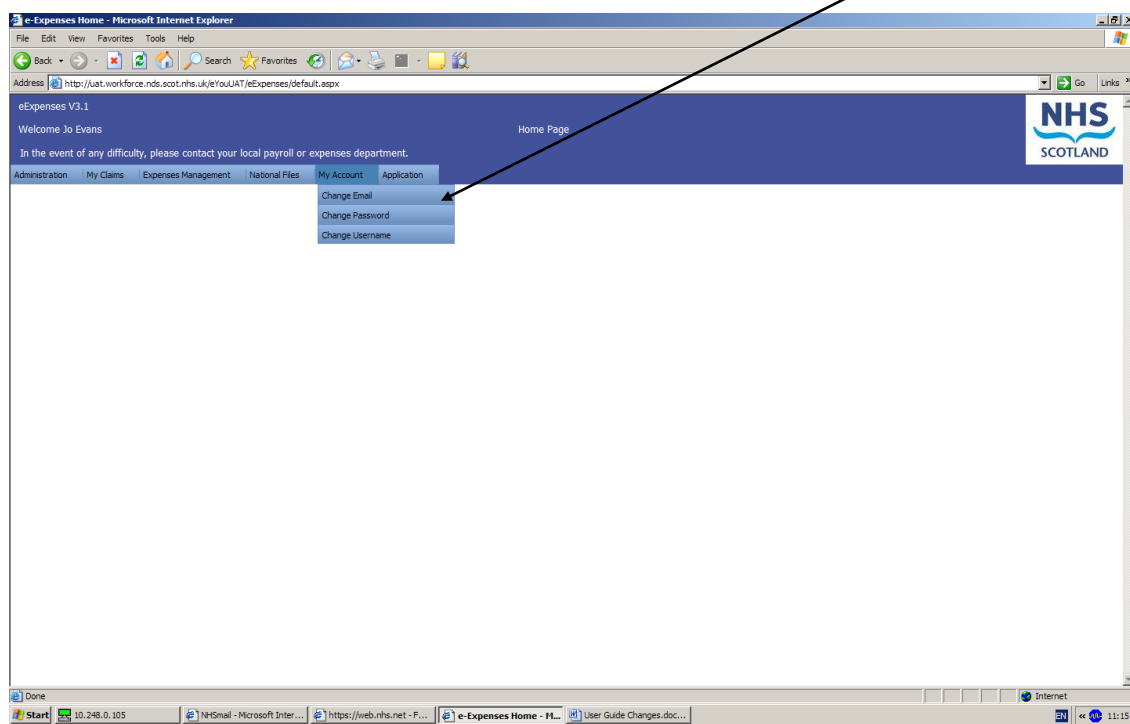 e-Expenses Home - Microsoft Internet Explorer
File Edit View Favorites Tools Help
Back Search Favorites
Address http://uat.workforce.nds.scot.nhs.uk/eYouUAT/eExpenses/default.aspx Go Links »
eExpenses V3.1
NHS
SCOTLAND
Welcome Jo Evans Home Page
In the event of any difficulty, please contact your local payroll or expenses department.
Administration My Claims Expenses Management National Files My Account Application
Change Email
Change Password
Change Username
Done Internet
Start 10.248.0.105 NHSmail - Microsoft Inter... https://web.nhs.net - F... e-Expenses Home - M... User Guide Changes.doc... EN « 11:15